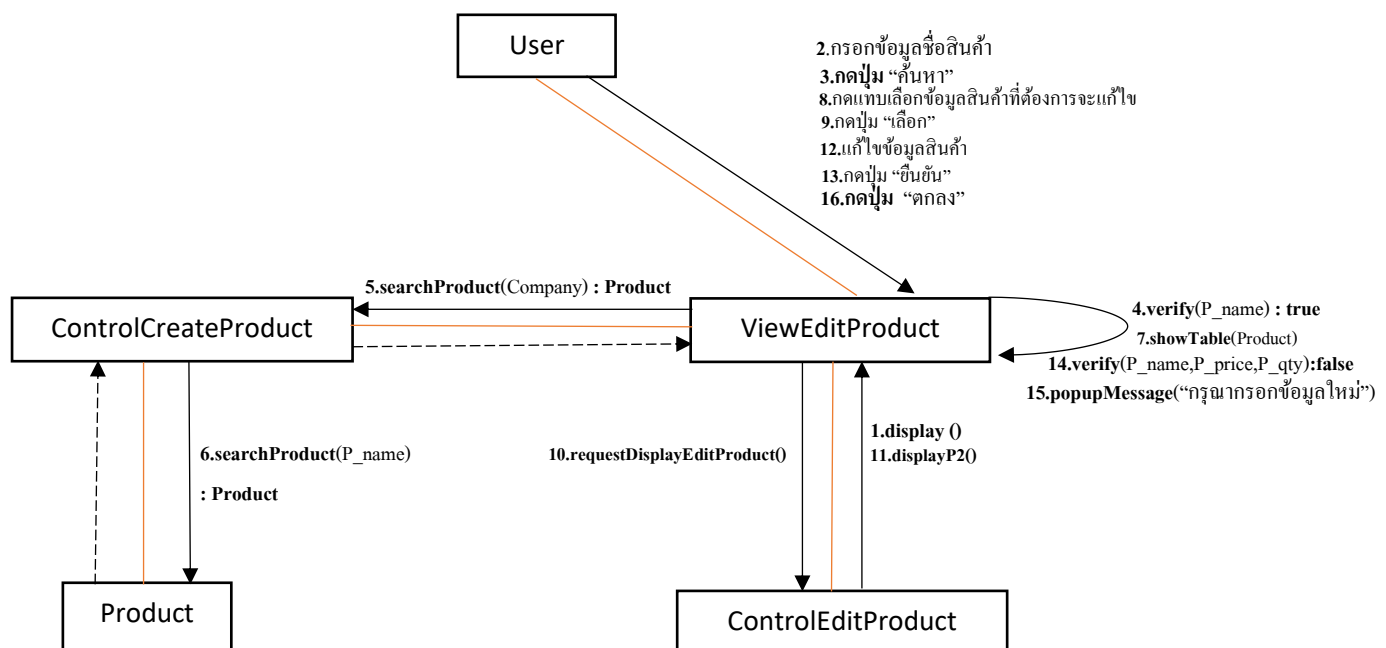 User
2.กรอกข้อมูลชื่อสินค้า
3.กดปุ่ม “ค้นหา”
8.กดแทบเลือกข้อมูลสินค้าที่ต้องการจะแก้ไข
9.กดปุ่ม “เลือก”
12.แก้ไขข้อมูลสินค้า
13.กดปุ่ม “ยืนยัน”
16.กดปุ่ม “ตกลง”
5.searchProduct(Company) : Product
ControlCreateProduct
ViewEditProduct
4.verify(P_name) : true
7.showTable(Product)
14.verify(P_name,P_price,P_qty):false
15.popupMessage(“กรุณากรอกข้อมูลใหม่”)
6.searchProduct(P_name)
: Product
10.requestDisplayEditProduct()
1.display ()
11.displayP2()
Product
ControlEditProduct